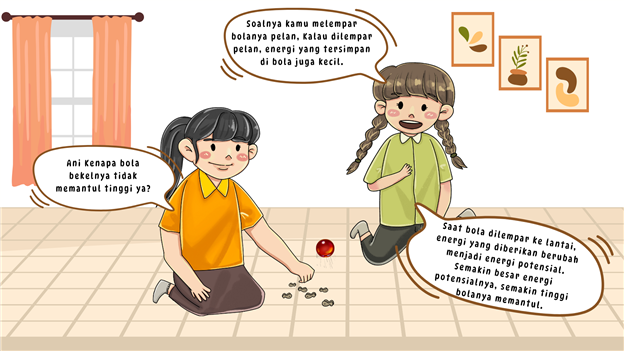 Ani Kenapa bola
bekelnya tidak
memantul tinggi ya?
Soalnya kamu melempar
bolanya pelan, Kalau dilempar
pelan, energi yang tersimpan
di bola juga kecil.
Saat bola dilempar ke lantai,
energi yang diberikan berubah
menjadi energi potensial.
Semakin besar energi
potensialnya, semakin tinggi
bolanya memantul.